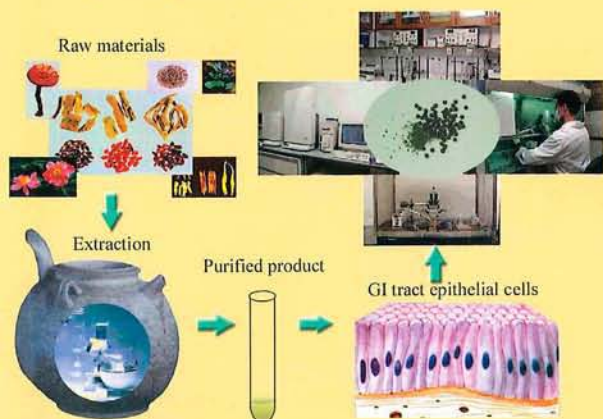 Raw materials
Extraction
Purified product
GI tract epithelial cells